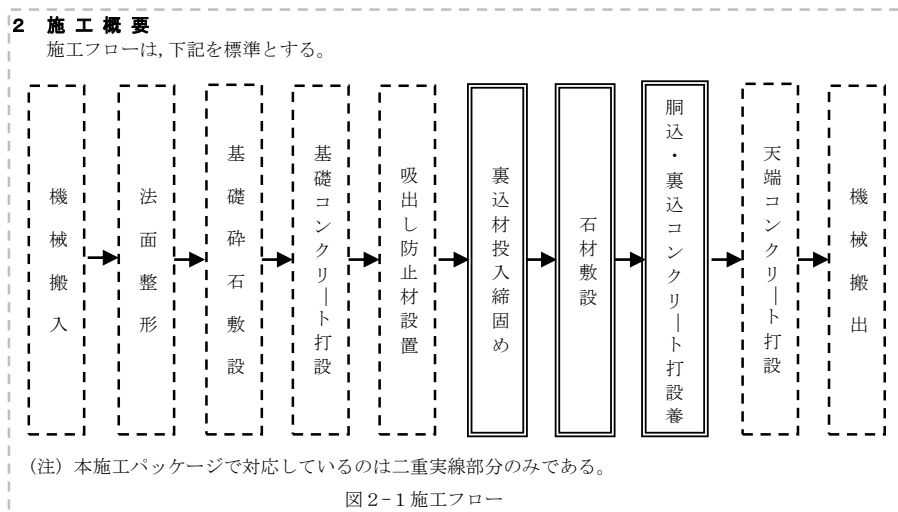 2 施工概要
施工フローは,下記を標準とする。
機械搬入
法面整形
基礎砕石敷設
基礎コンクリート打設
吸出し防止材設置
裏込材投入締固め
石材敷設
胴込・裏込コンクリート打設養
天端コンクリート打設
機械搬出
(注) 本施工パッケージで対応しているのは二重実線部分のみである。
図2-1施工フロー